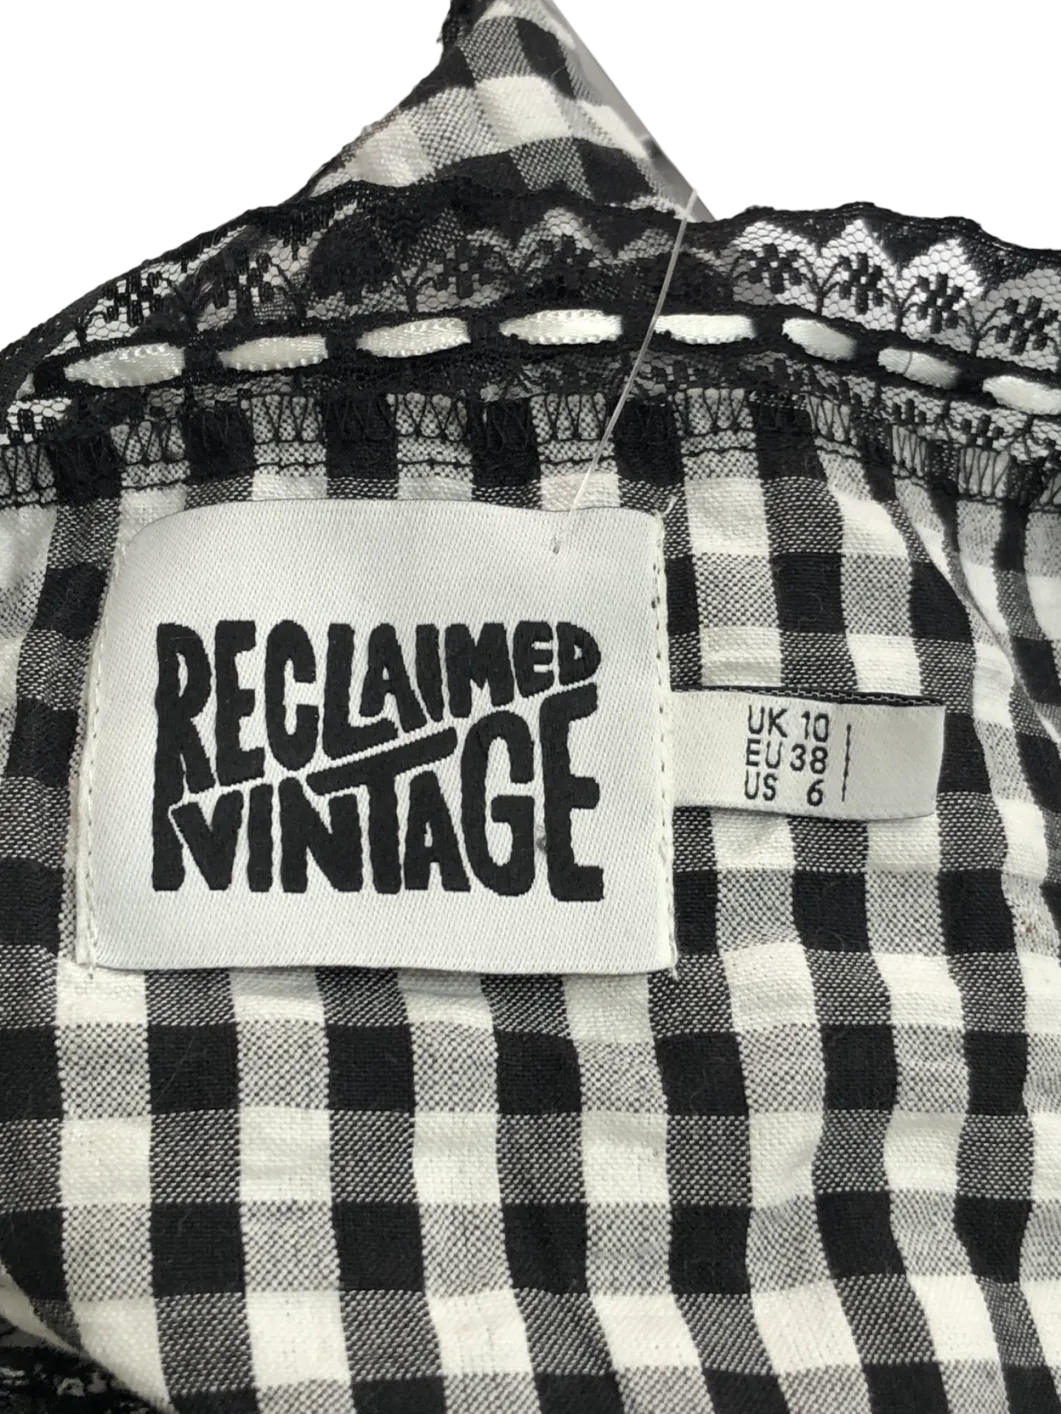 RECLAIMED
VINTAGE
UK 10
EU 38
US 6